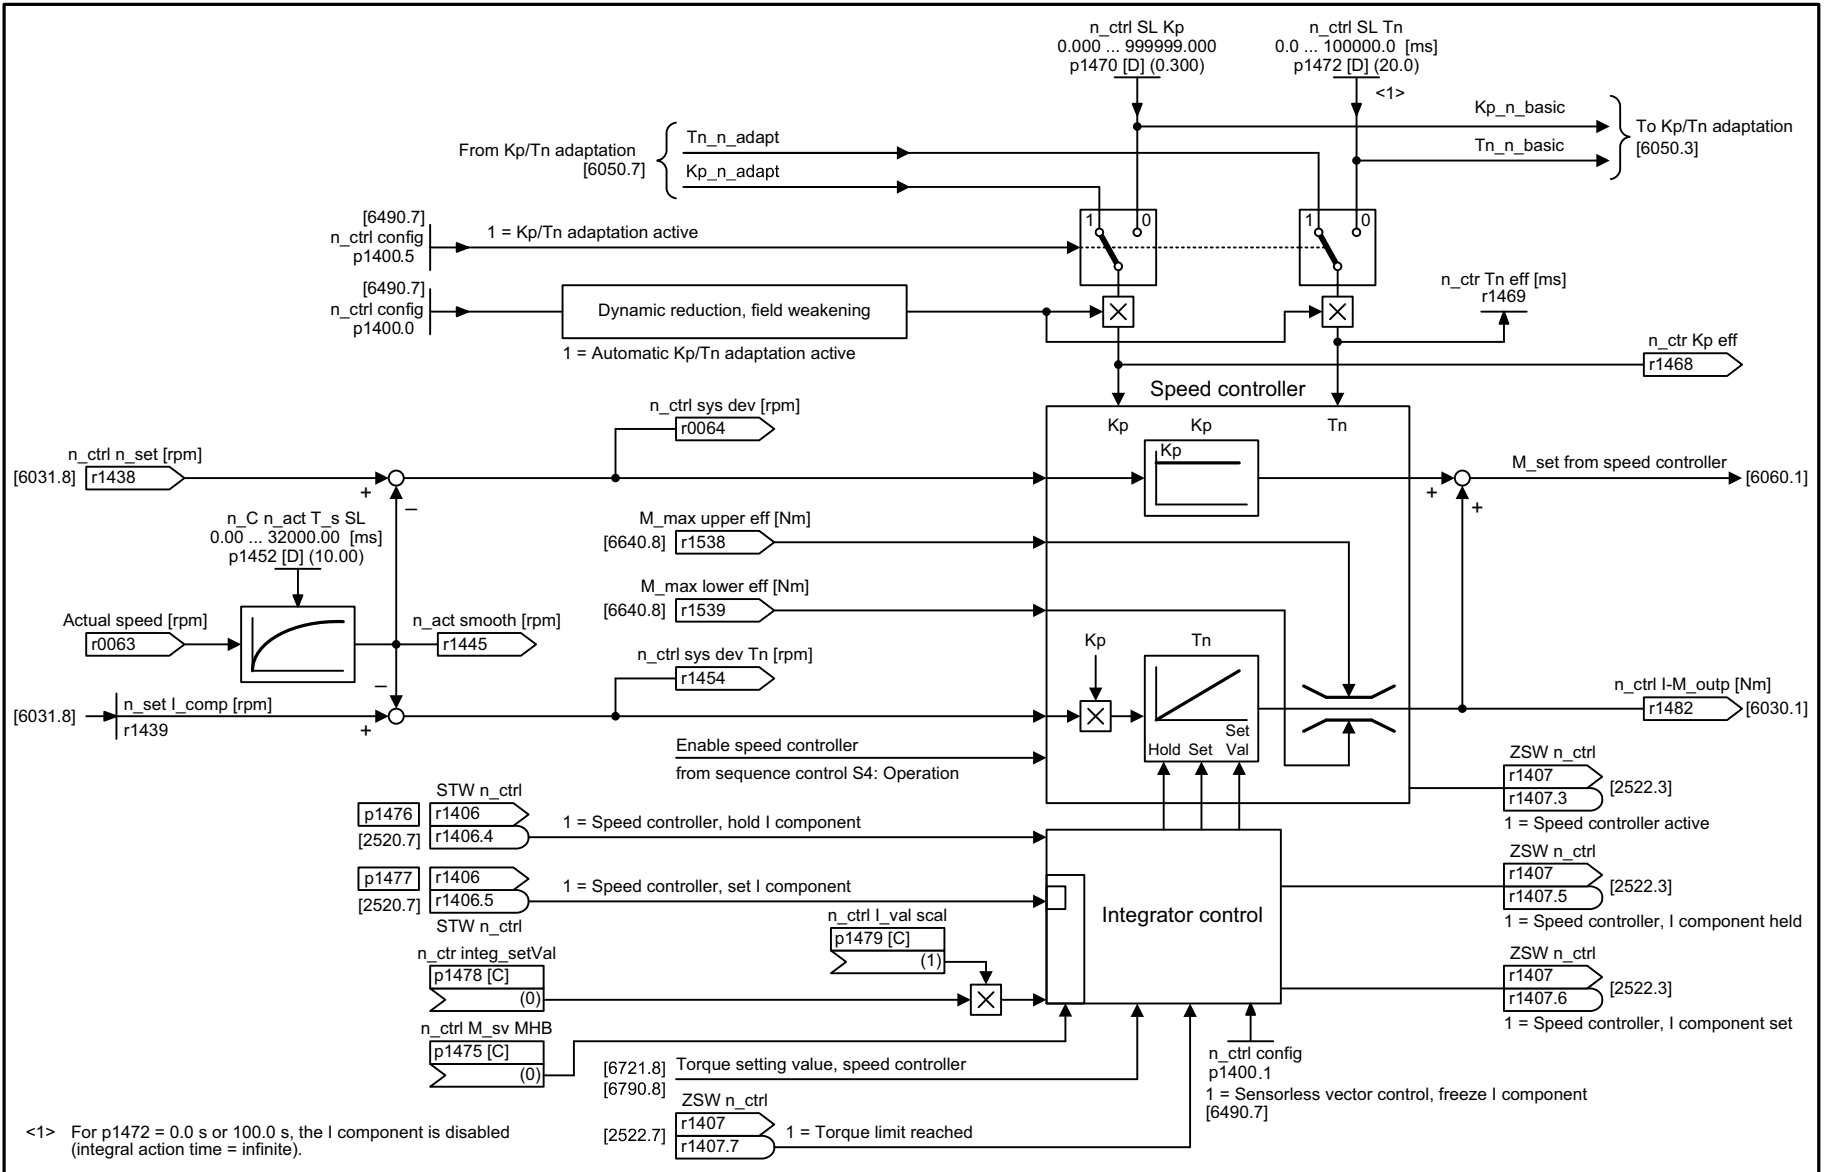 n_ctrl SL Kp
0.000 ... 999999.000
p1470 [D] (0.300)
n_ctrl SL Tn
0.0 ... 100000.0 [ms]
p1472 [D] (20.0)
<1>
Kp_n_basic
To Kp/Tn adaptation
[6050.3]
Tn_n_basic
From Kp/Tn adaptation
[6050.7]
Tn_n_adapt
Kp_n_adapt
1 0
1 0
[6490.7]
n_ctrl config
p1400.5
1 = Kp/Tn adaptation active
[6490.7]
n_ctrl config
p1400.0
Dynamic reduction, field weakening
1 = Automatic Kp/Tn adaptation active
n_ctr Tn eff [ms]
r1469
n_ctr Kp eff
r1468
Speed controller
Kp
Kp
Tn
Kp
n_ctrl sys dev [rpm]
r0064
n_ctrl n_set [rpm]
[6031.8]
r1438
+
–
+
+
M_set from speed controller
[6060.1]
n_C n_act T_s SL
0.00 ... 32000.00 [ms]
p1452 [D] (10.00)
M_max upper eff [Nm]
[6640.8]
r1538
M_max lower eff [Nm]
[6640.8]
r1539
Actual speed [rpm]
r0063
n_act smooth [rpm]
r1445
n_ctrl sys dev Tn [rpm]
r1454
Kp
Tn
–
[6031.8]
n_set I_comp [rpm]
r1439
+
Hold Set
Set
Val
n_ctrl I-M_outp [Nm]
r1482
[6030.1]
Enable speed controller
from sequence control S4: Operation
ZSW n_ctrl
r1407
r1407.3
[2522.3]
1 = Speed controller active
STW n_ctrl
p1476
r1406
[2520.7]
r1406.4
1 = Speed controller, hold I component
p1477
r1406
[2520.7]
r1406.5
STW n_ctrl
1 = Speed controller, set I component
ZSW n_ctrl
r1407
r1407.5
[2522.3]
1 = Speed controller, I component held
Integrator control
n_ctrl I_val scal
p1479 [C]
(1)
n_ctr integ_setVal
p1478 [C]
(0)
ZSW n_ctrl
r1407
r1407.6
[2522.3]
1 = Speed controller, I component set
n_ctrl M_sv MHB
p1475 [C]
(0)
[6721.8]
[6790.8]
Torque setting value, speed controller
n_ctrl config
p1400.1
1 = Sensorless vector control, freeze I component
[6490.7]
ZSW n_ctrl
r1407
[2522.7]
r1407.7
1 = Torque limit reached
<1> For p1472 = 0.0 s or 100.0 s, the I component is disabled
(integral action time = infinite).